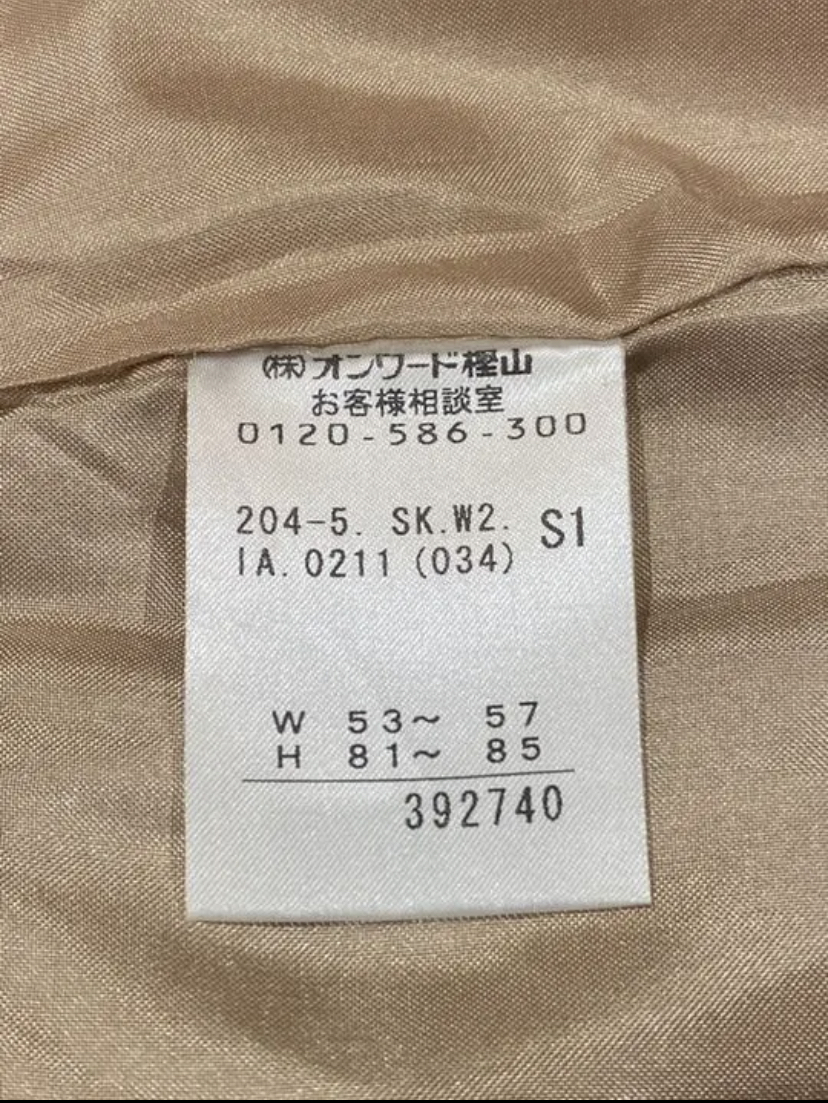 (株)オンワード樫山
お客様相談室
0120-586-300
204-5. SK.W2. S1
IA.0211 (034)
W 53〜 57
H 81〜 85
392740